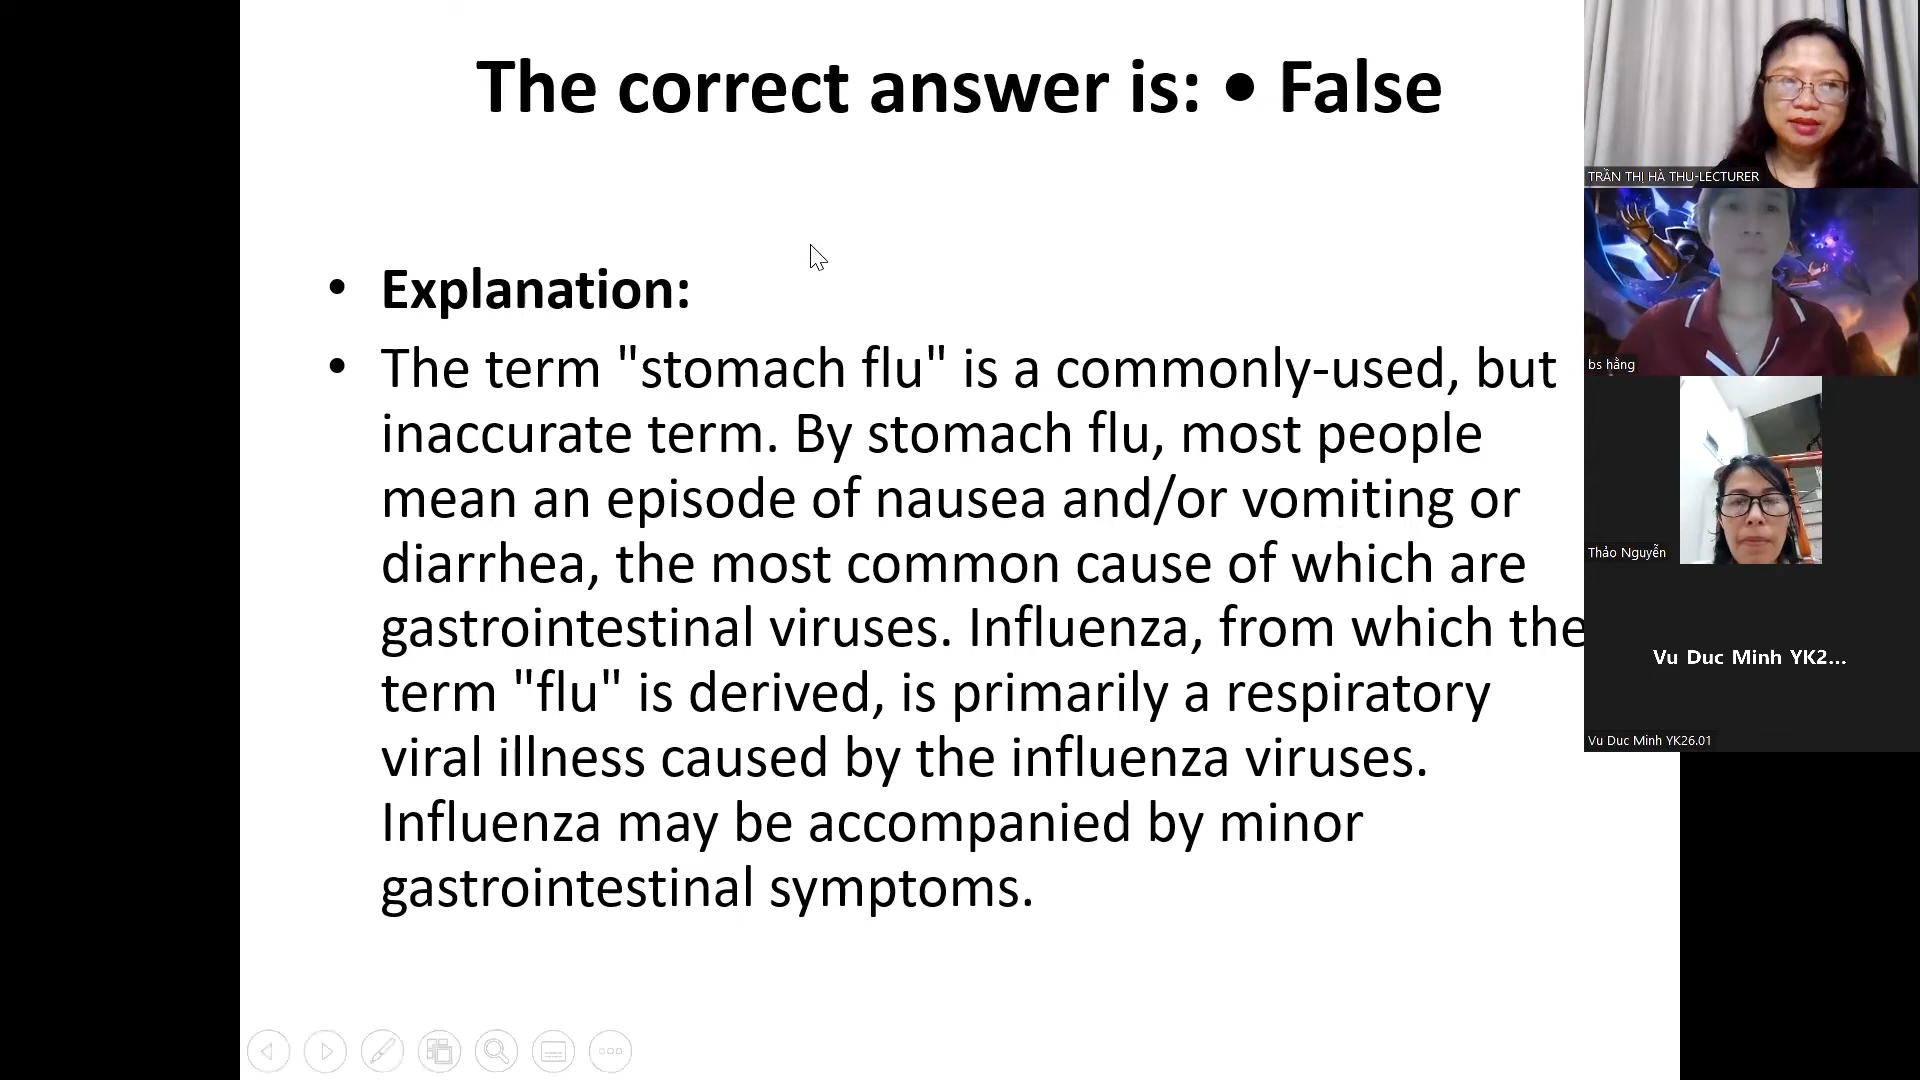 The correct answer is: • False
• Explanation:
• The term "stomach flu" is a commonly-used, but
inaccurate term. By stomach flu, most people
mean an episode of nausea and/or vomiting or
diarrhea, the most common cause of which are
gastrointestinal viruses. Influenza, from which the
term "flu" is derived, is primarily a respiratory
viral illness caused by the influenza viruses.
Influenza may be accompanied by minor
gastrointestinal symptoms.
TRẦN THỊ HÀ THU-LECTURER
bs hằng
Thảo Nguyễn
Vu Duc Minh YK2...
Vu Duc Minh YK26.01